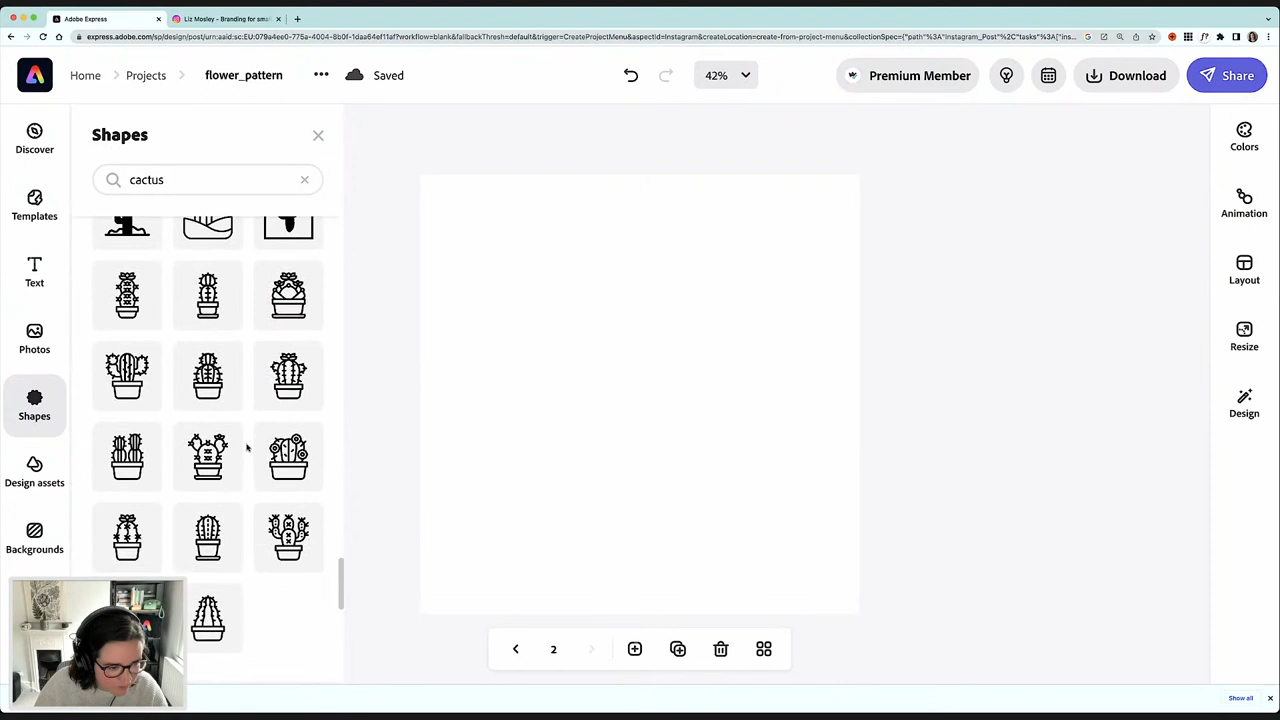 Adobe Express
Liz Mosley - Branding for smal
express.adobe.com/sp/design/post/urn:aaid:sc:EU:079a4ee0-775a-4004-8b0f-1daa64ef11af?workflow=blank&fallbackThresh=default&trigger=CreateProjectMenu&aspectId=Instagram&createLocation=create-from-project-menu&collectionSpec={"path"%3A"Instagram_Post"%2C"tasks"%3A["ins...
Home
Projects
flower_pattern
Saved
42%
Premium Member
Download
Share
Discover
Templates
Text
Photos
Shapes
Design assets
Backgrounds
Shapes
cactus
2
Colors
Animation
Layout
Resize
Design
Show all